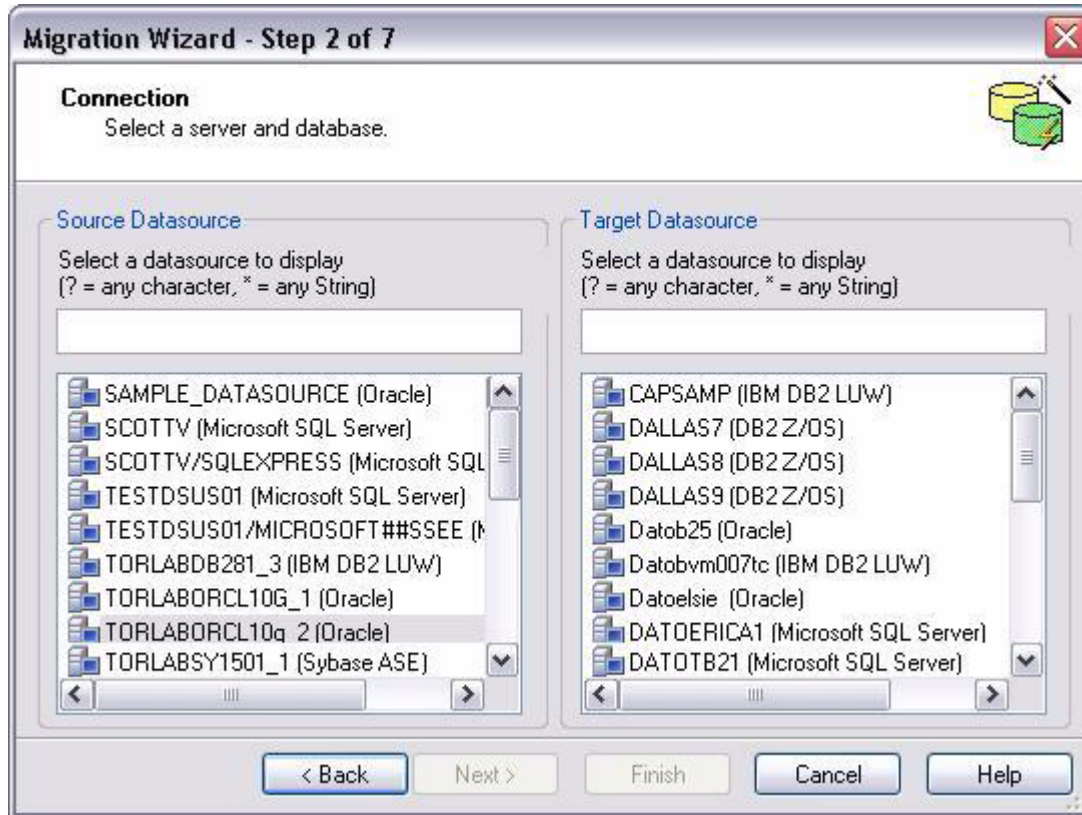 Migration Wizard - Step 2 of 7
Connection
Select a server and database.
Source Datasource
Select a datasource to display
(? = any character, * = any String)
SAMPLE_DATASOURCE (Oracle)
SCOTTV (Microsoft SQL Server)
SCOTTV/SQLEXPRESS (Microsoft SQL
TESTDSUS01 (Microsoft SQL Server)
TESTDSUS01/MICROSOFT##SSEE (M
TORLABDB281_3 (IBM DB2 LUW)
TORLABORCL10G_1 (Oracle)
TORLABORCL10g_2 (Oracle)
TORLABSY1501_1 (Sybase ASE)
Target Datasource
Select a datasource to display
(? = any character, * = any String)
CAPSAMP (IBM DB2 LUW)
DALLAS7 (DB2 Z/OS)
DALLAS8 (DB2 Z/OS)
DALLAS9 (DB2 Z/OS)
Datob25 (Oracle)
Datobvm007tc (IBM DB2 LUW)
Datoelsie (Oracle)
DATOERICA1 (Microsoft SQL Server)
DATOTB21 (Microsoft SQL Server)
< Back
Next >
Finish
Cancel
Help